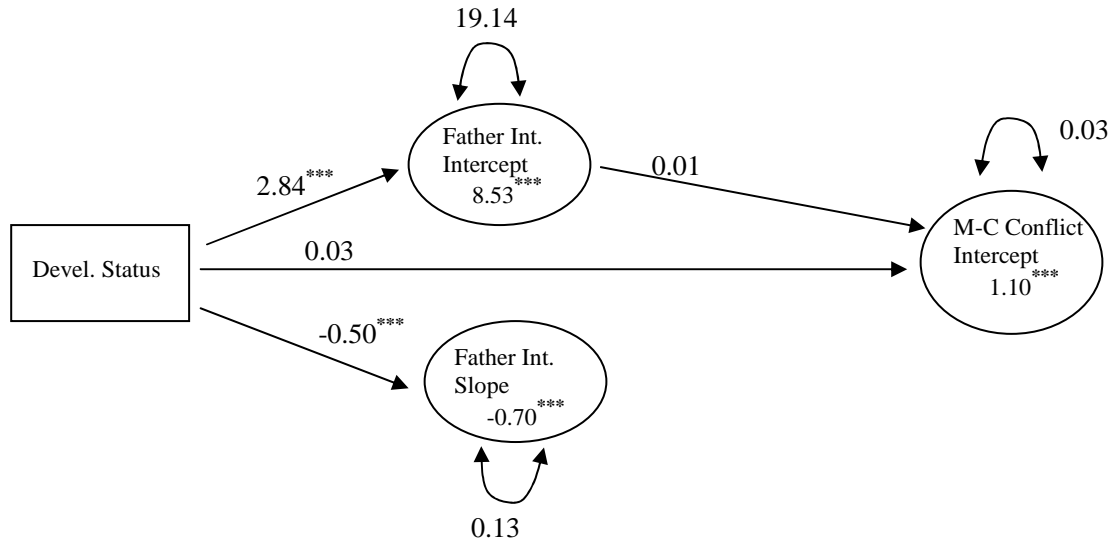 19.14
Father Int.
Intercept
8.53***
0.03
M-C Conflict
Intercept
1.10***
2.84***
0.01
Devel. Status
0.03
-0.50***
Father Int.
Slope
-0.70***
0.13